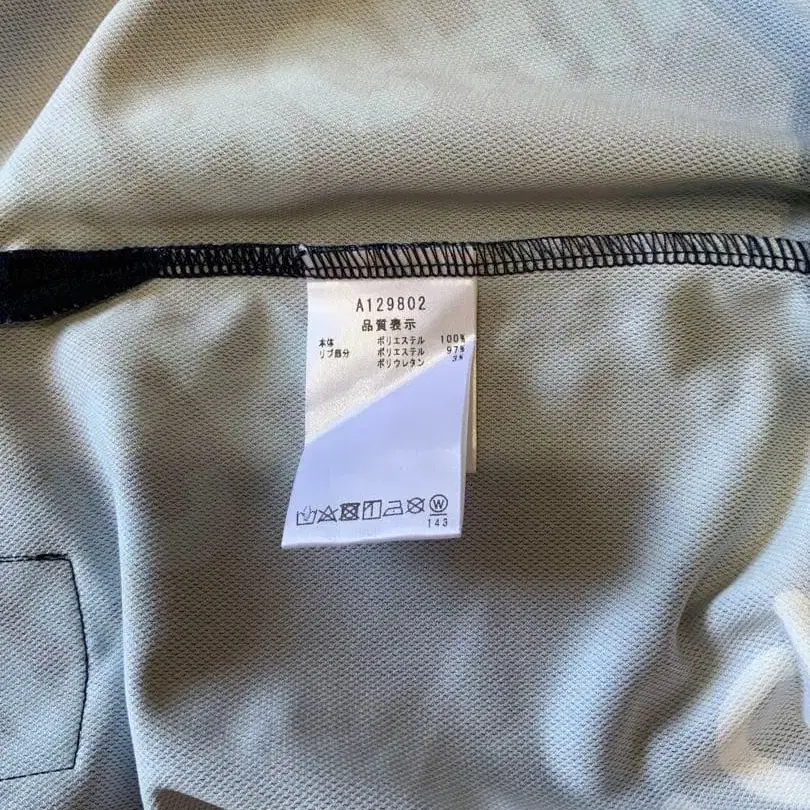 A129802
品質表示
本体 ポリエステル 100%
リブ部分 ポリエステル 97%
ポリウレタン 3%
W
143